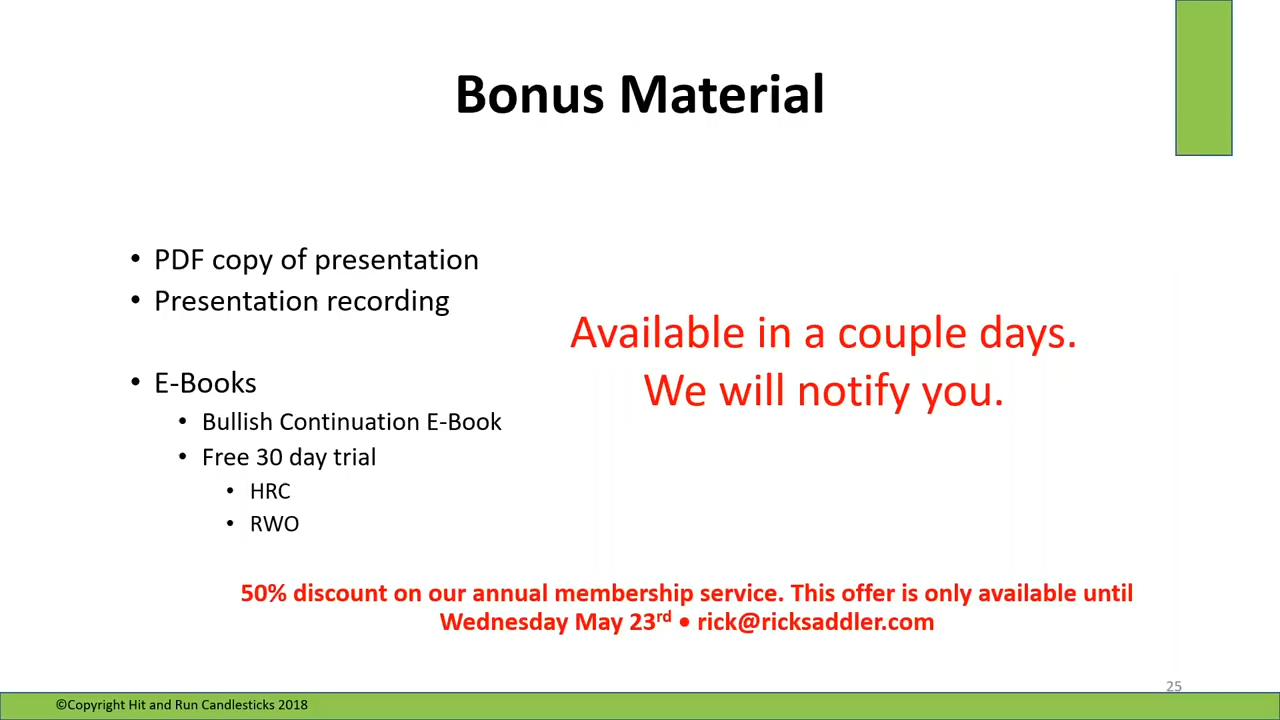 Bonus Material
• PDF copy of presentation
• Presentation recording
Available in a couple days.
We will notify you.
• E-Books
• Bullish Continuation E-Book
• Free 30 day trial
• HRC
• RWO
50% discount on our annual membership service. This offer is only available until
Wednesday May 23rd • rick@ricksaddler.com
25
©Copyright Hit and Run Candlesticks 2018